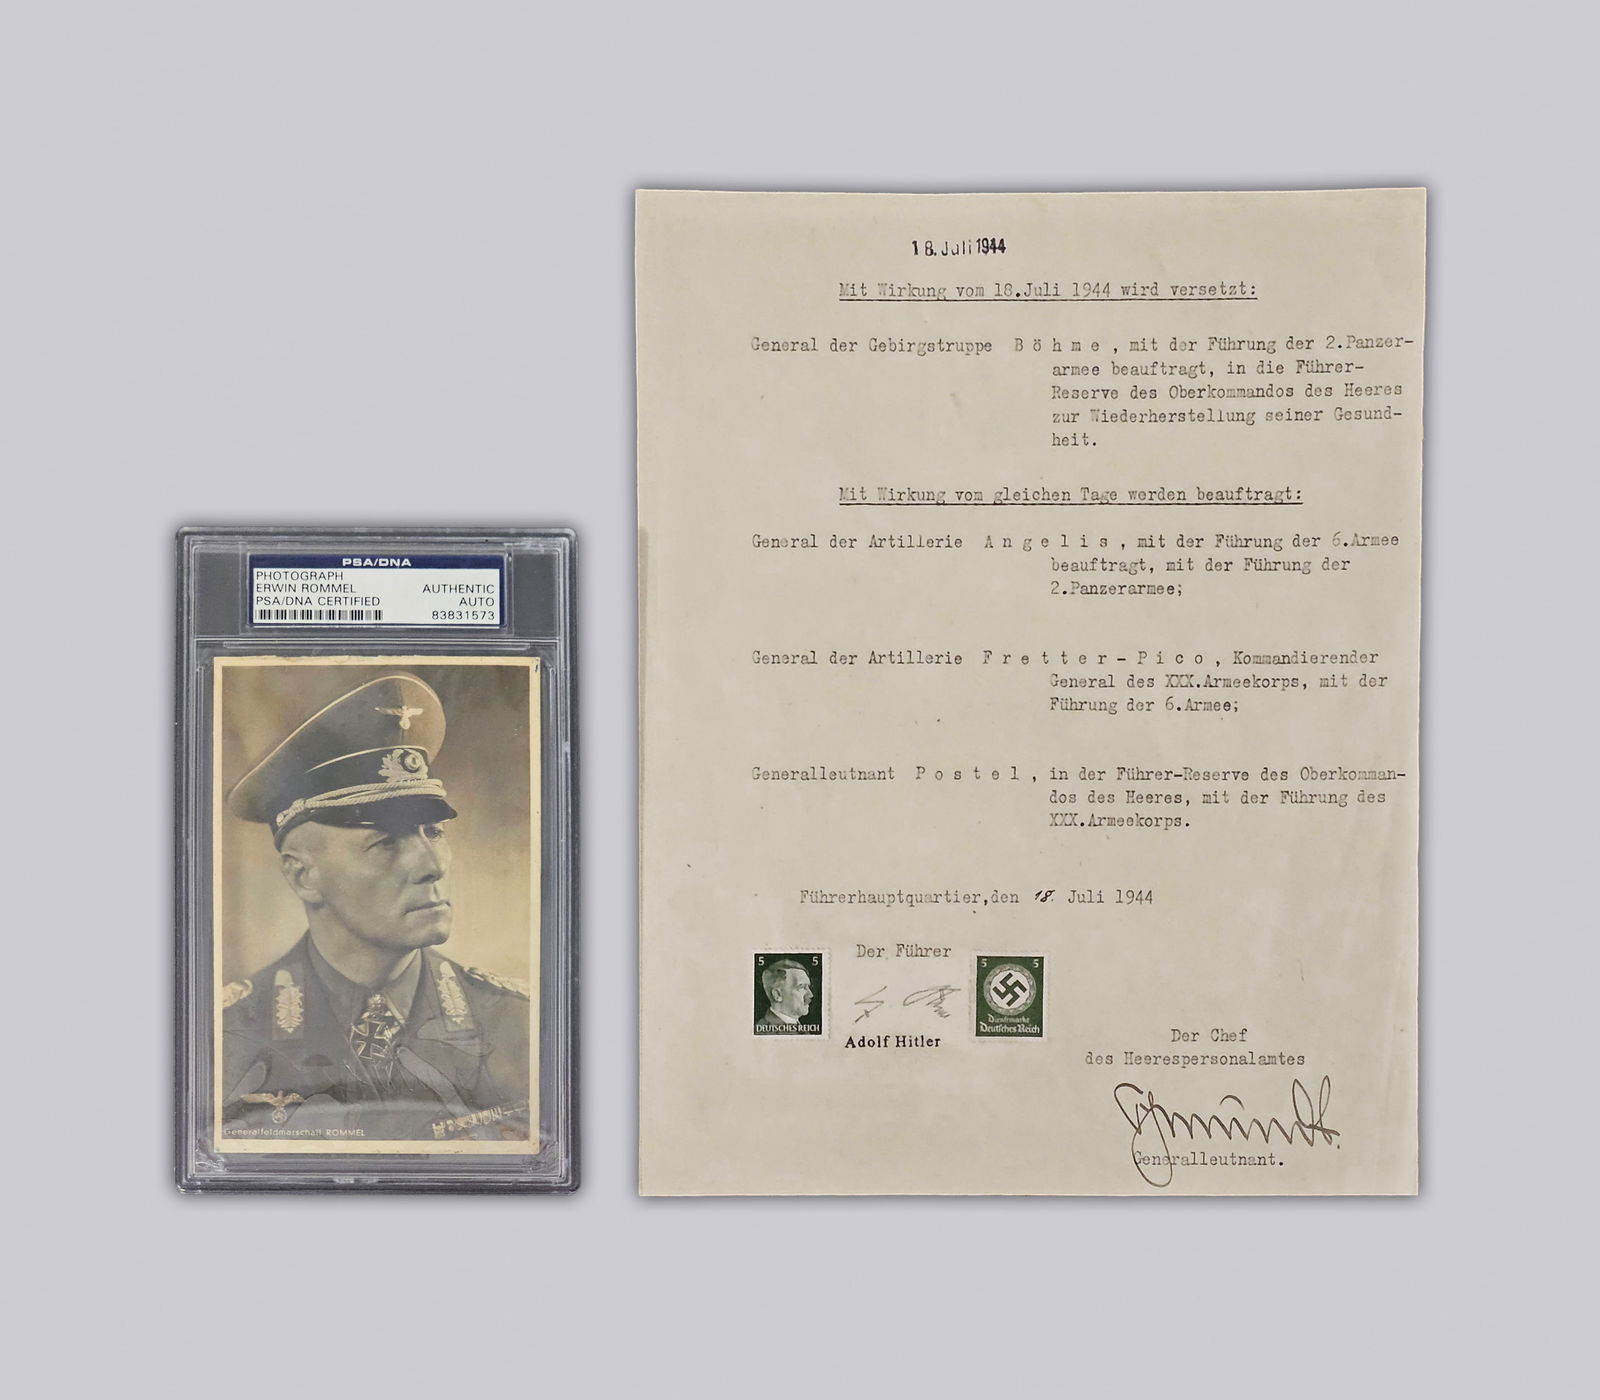 PSA/DNA
PHOTOGRAPH
ERWIN ROMMEL AUTHENTIC
PSA/DNA CERTIFIED AUTO
83831573
Generalfeldmarschall ROMMEL
18. Juli 1944
Mit Wirkung vom 18.Juli 1944 wird versetzt:
General der Gebirgstruppe B ö h m e , mit der Führung der 2.Panzer-
armee beauftragt, in die Führer-
Reserve des Oberkommandos des Heeres
zur Wiederherstellung seiner Gesund-
heit.
Mit Wirkung vom gleichen Tage werden beauftragt:
General der Artillerie A n g e l i s , mit der Führung der 6.Armee
beauftragt, mit der Führung der
2.Panzerarmee;
General der Artillerie F r e t t e r - P i c o , Kommandierender
General des XXX.Armeekorps, mit der
Führung der 6.Armee;
Generalleutnant P o s t e l , in der Führer-Reserve des Oberkomman-
dos des Heeres, mit der Führung des
XXX.Armeekorps.
Führerhauptquartier,den 18. Juli 1944
Der Führer
5 5
DEUTSCHES REICH
5 5
Dienstmarke
Deutsches Reich
Adolf Hitler
Der Chef
des Heerespersonalamtes
Schmundt
Generalleutnant.